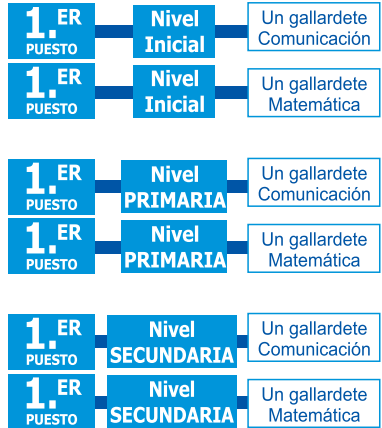 1.ER
PUESTO
Nivel
Inicial
Un gallardete
Comunicación
1.ER
PUESTO
Nivel
Inicial
Un gallardete
Matemática
1.ER
PUESTO
Nivel
PRIMARIA
Un gallardete
Comunicación
1.ER
PUESTO
Nivel
PRIMARIA
Un gallardete
Matemática
1.ER
PUESTO
Nivel
SECUNDARIA
Un gallardete
Comunicación
1.ER
PUESTO
Nivel
SECUNDARIA
Un gallardete
Matemática